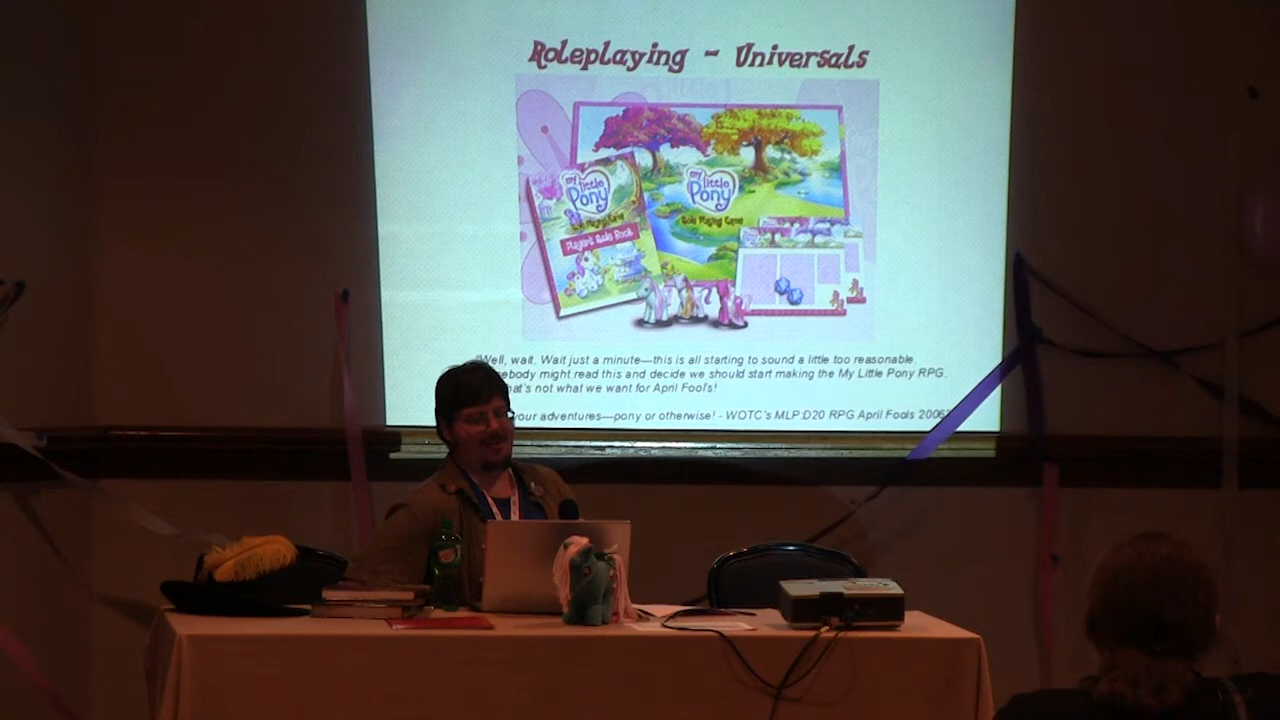 Roleplaying - Universals
my little Pony
my little Pony
Role Playing Game
Player's Rule Book
Well, wait. Wait just a minute—this is all starting to sound a little too reasonable.
might read this and decide we should start making the My Little Pony RPG.
that's not what we want for April Fool's!
your adventures—pony or otherwise! - WOTC's MLP:D20 RPG April Fools 2006